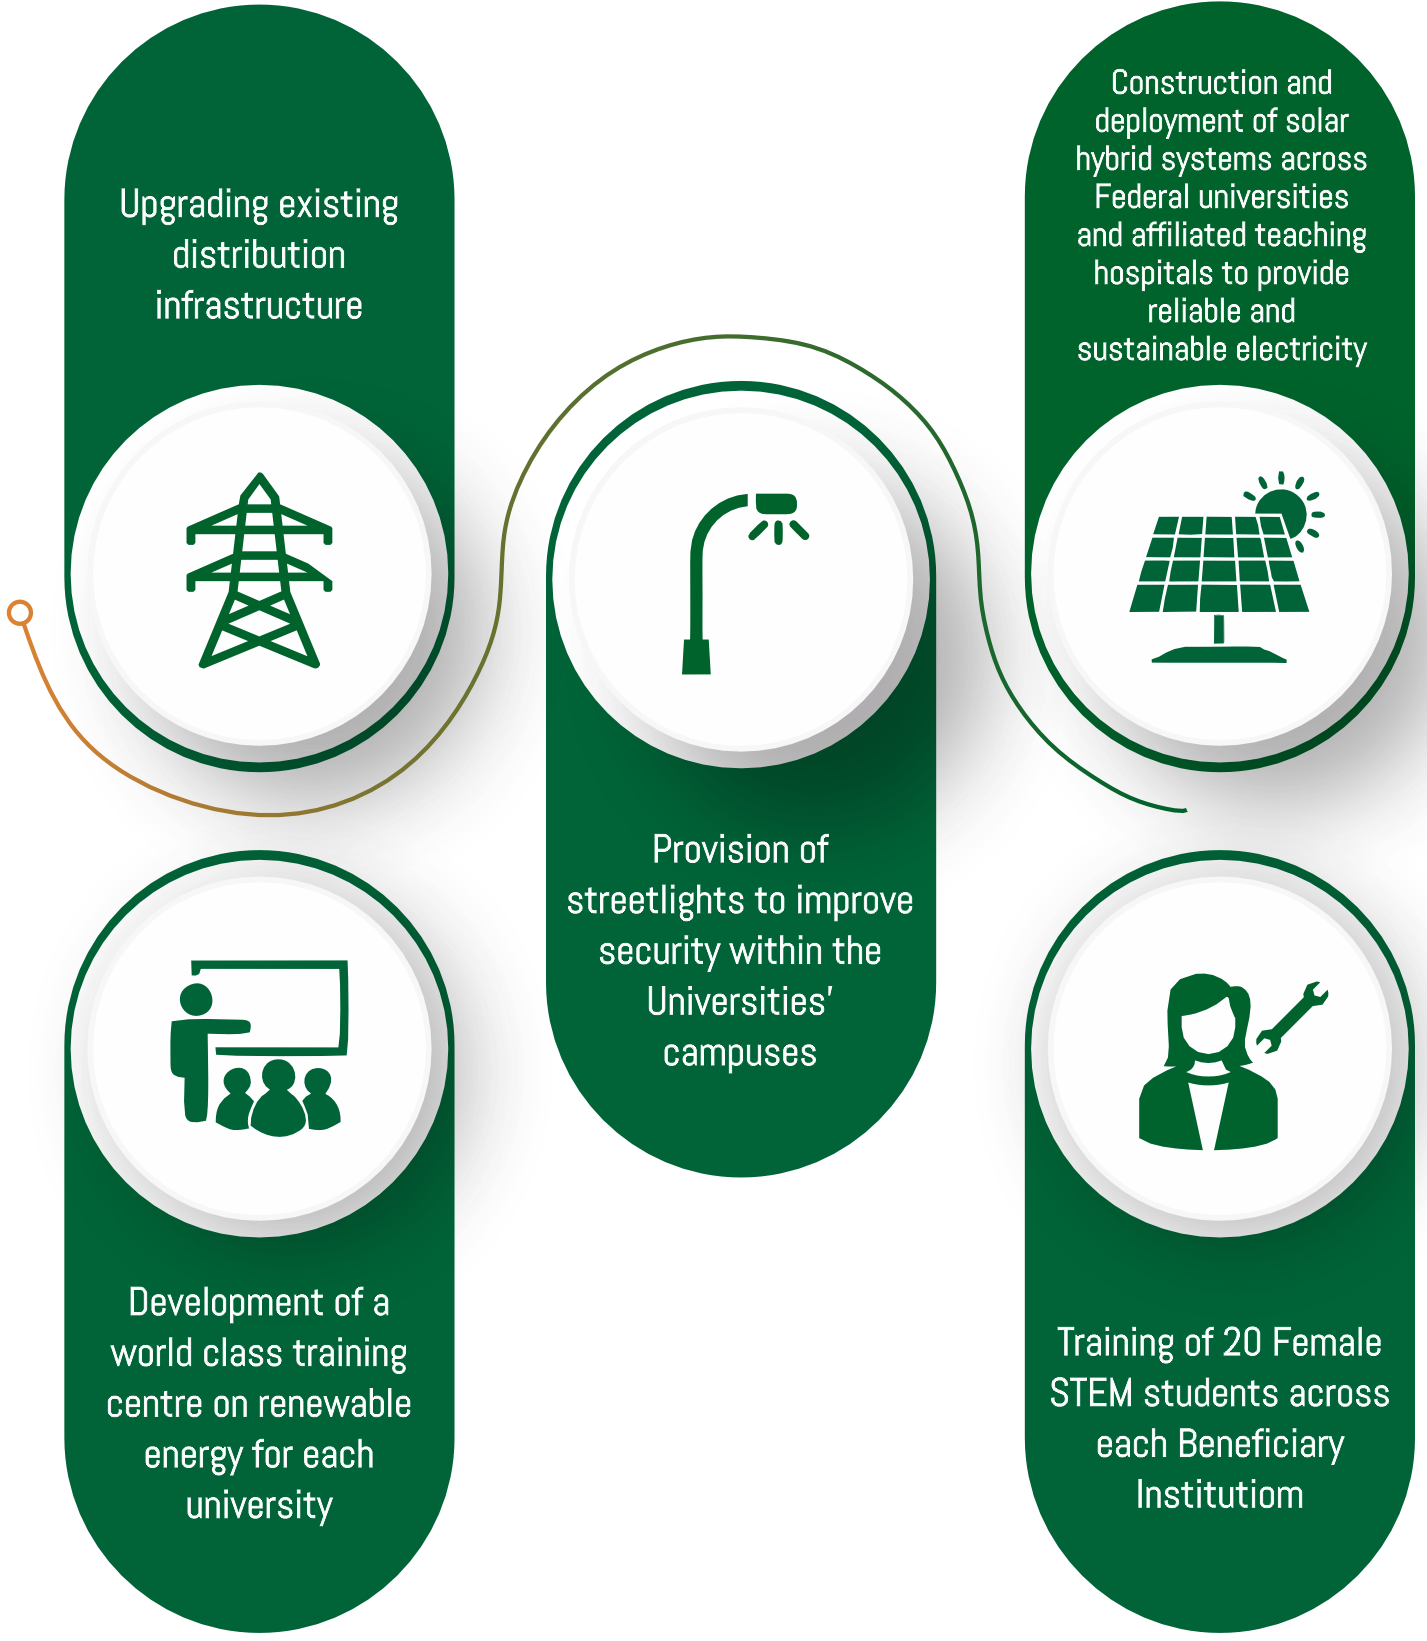 Upgrading existing
distribution
infrastructure
Construction and
deployment of solar
hybrid systems across
Federal universities
and affiliated teaching
hospitals to provide
reliable and
sustainable electricity
Provision of
streetlights to improve
security within the
Universities'
campuses
Development of a
world class training
centre on renewable
energy for each
university
Training of 20 Female
STEM students across
each Beneficiary
Institutiom